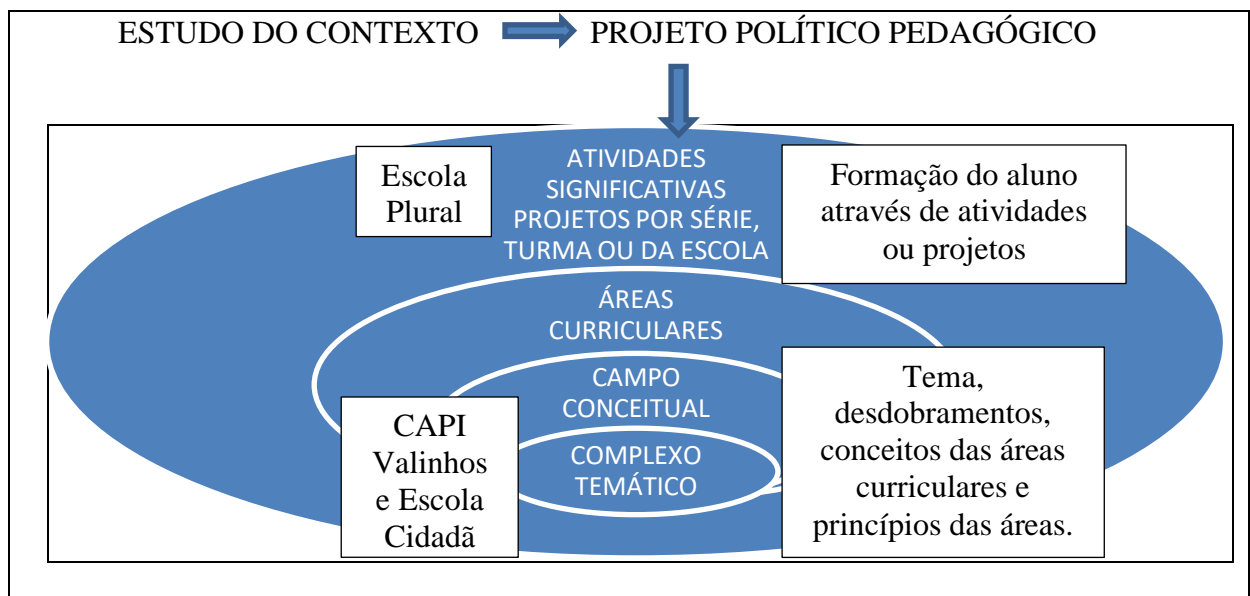 ESTUDO DO CONTEXTO
PROJETO POLÍTICO PEDAGÓGICO
Escola
Plural
ATIVIDADES
SIGNIFICATIVAS
PROJETOS POR SÉRIE,
TURMA OU DA ESCOLA
Formação do aluno
através de atividades
ou projetos
ÁREAS
CURRICULARES
CAMPO
CONCEITUAL
COMPLEXO
TEMÁTICO
CAPI
Valinhos
e Escola
Cidadã
Tema,
desdobramentos,
conceitos das áreas
curriculares e
princípios das áreas.